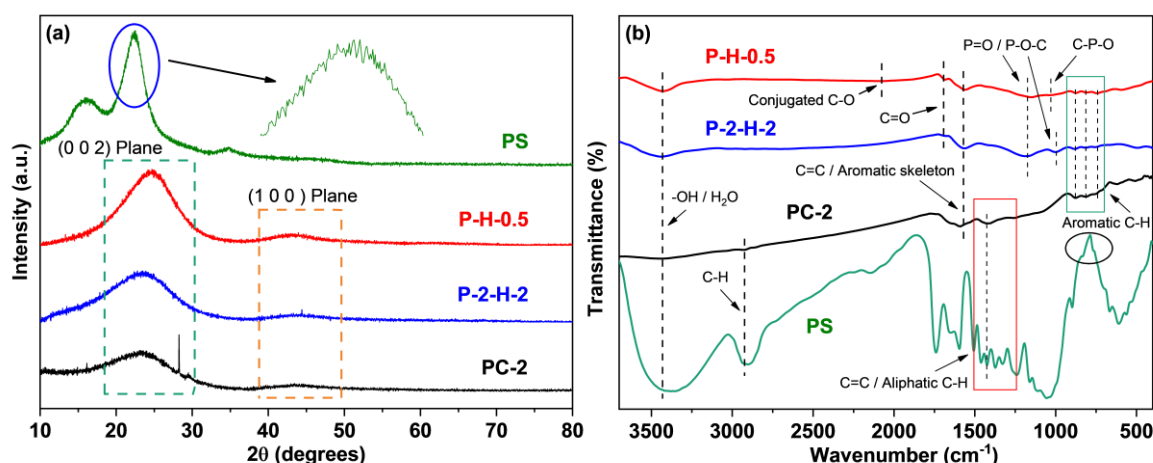 (a)
PS
(0 0 2) Plane
(1 0 0 ) Plane
P-H-0.5
P-2-H-2
PC-2
Intensity (a.u.)
10 20 30 40 50 60 70 80
2θ (degrees)
(b)
P-H-0.5
P=O / P-O-C
C-P-O
Conjugated C-O
C=O
P-2-H-2
C=C / Aromatic skeleton
-OH / H₂O
PC-2
Aromatic C-H
C-H
PS
C=C / Aliphatic C-H
Transmittance (%)
3500 3000 2500 2000 1500 1000 500
Wavenumber (cm⁻¹)